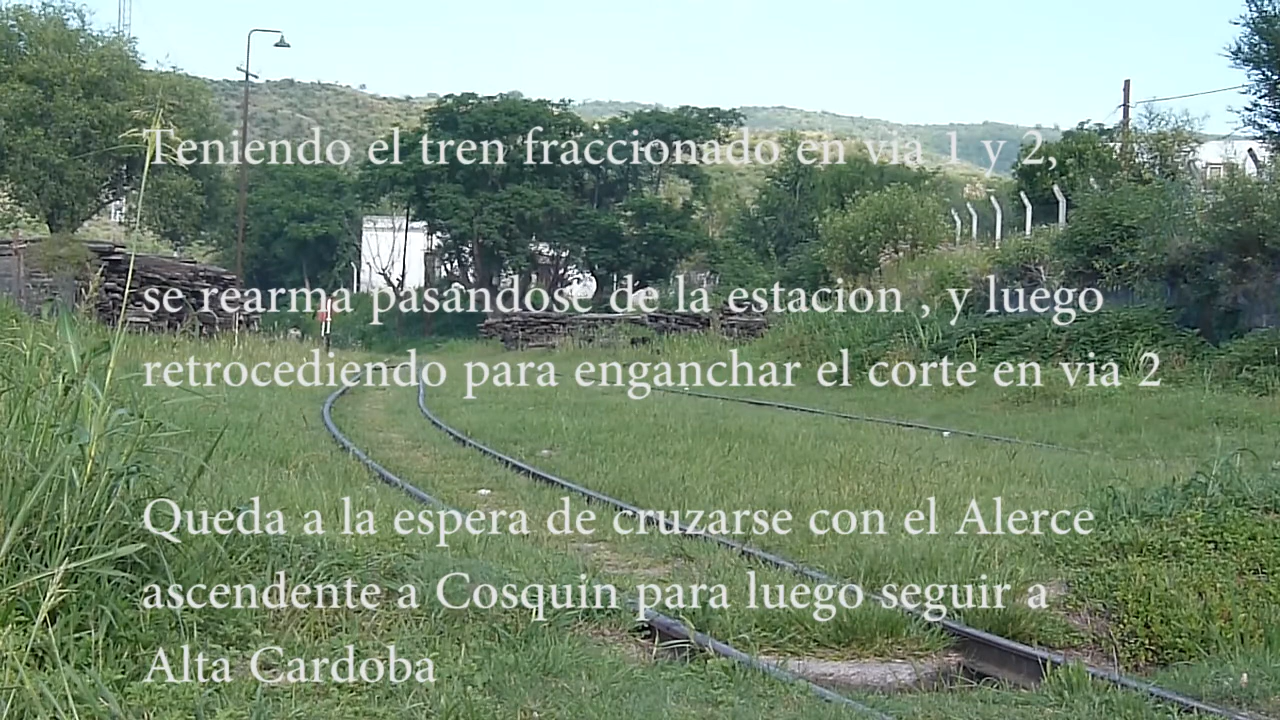 Teniendo el tren fraccionado en via 1 y 2,
se rearma pasandose de la estacion , y luego
retrocediendo para enganchar el corte en via 2
Queda a la espera de cruzarse con el Alerce
ascendente a Cosquin para luego seguir a
Alta Cardoba